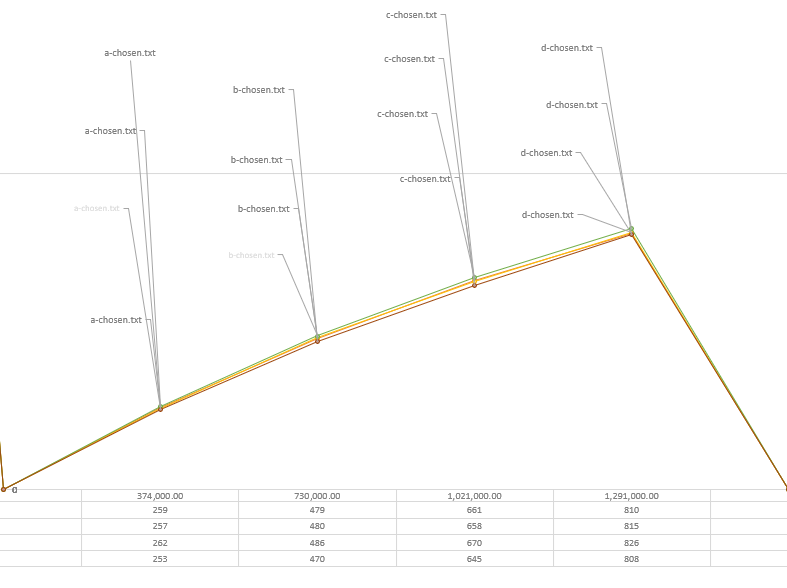 c-chosen.txt
d-chosen.txt
a-chosen.txt
c-chosen.txt
b-chosen.txt
d-chosen.txt
c-chosen.txt
a-chosen.txt
d-chosen.txt
b-chosen.txt
c-chosen.txt
a-chosen.txt
b-chosen.txt
d-chosen.txt
b-chosen.txt
a-chosen.txt
0
374,000.00 730,000.00 1,021,000.00 1,291,000.00
259 479 661 810
257 480 658 815
262 486 670 826
253 470 645 808